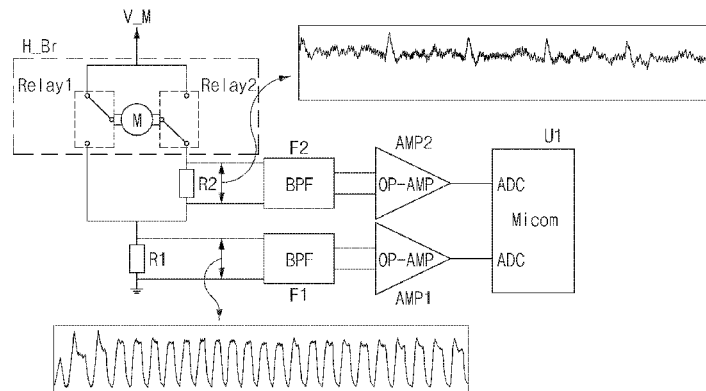 V_M
H_Br
Relay1
Relay2
M
R2
F2
BPF
AMP2
OP-AMP
U1
ADC
Micom
R1
BPF
F1
OP-AMP
AMP1
ADC